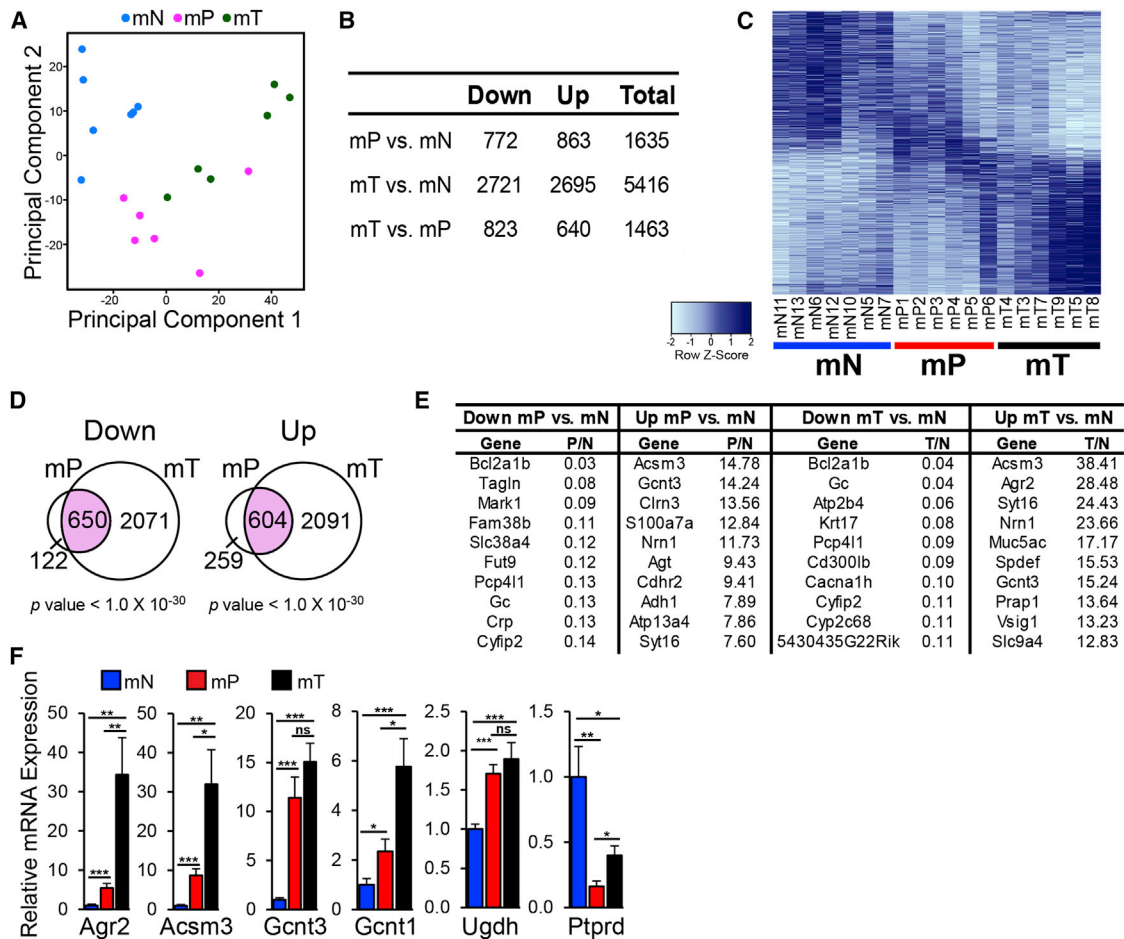 A
mN mP mT
Principal Component 2
20
10
0
-10
-20
-20 0 20 40
Principal Component 1
B
Down Up Total
mP vs. mN 772 863 1635
mT vs. mN 2721 2695 5416
mT vs. mP 823 640 1463
C
-2 -1 0 1 2
Row Z-Score
mN11 mN13 mN6 mN12 mN10 mN5 mN7 mP1 mP2 mP3 mP4 mP5 mP6 mT4 mT3 mT7 mT9 mT5 mT8
mN mP mT
D
Down Up
mP mT mP mT
650 2071 604 2091
122 259
p value < 1.0 X 10-30 p value < 1.0 X 10-30
E
Down mP vs. mN Up mP vs. mN Down mT vs. mN Up mT vs. mN
Gene P/N Gene P/N Gene T/N Gene T/N
Bcl2a1b 0.03 Acsm3 14.78 Bcl2a1b 0.04 Acsm3 38.41
Tagln 0.08 Gcnt3 14.24 Gc 0.04 Agr2 28.48
Mark1 0.09 Clrn3 13.56 Atp2b4 0.06 Syt16 24.43
Fam38b 0.11 S100a7a 12.84 Krt17 0.08 Nrn1 23.66
Slc38a4 0.12 Nrn1 11.73 Pcp4l1 0.09 Muc5ac 17.17
Fut9 0.12 Agt 9.43 Cd300lb 0.09 Spdef 15.53
Pcp4l1 0.13 Cdhr2 9.41 Cacna1h 0.10 Gcnt3 15.24
Gc 0.13 Adh1 7.89 Cyfip2 0.11 Prap1 13.64
Crp 0.13 Atp13a4 7.86 Cyp2c68 0.11 Vsig1 13.23
Cyfip2 0.14 Syt16 7.60 5430435G22Rik 0.11 Slc9a4 12.83
F
mN mP mT
Relative mRNA Expression
50 40 30 20 10 0
** ** ***
Agr2
50 40 30 20 10 0
** * ***
Acsm3
20 15 10 5 0
*** ns ***
Gcnt3
8 6 4 2 0
*** * *
Gcnt1
2.5 2.0 1.5 1.0 0.5 0.0
*** ns ***
Ugdh
1.5 1.0 0.5 0.0
* ** *
Ptprd